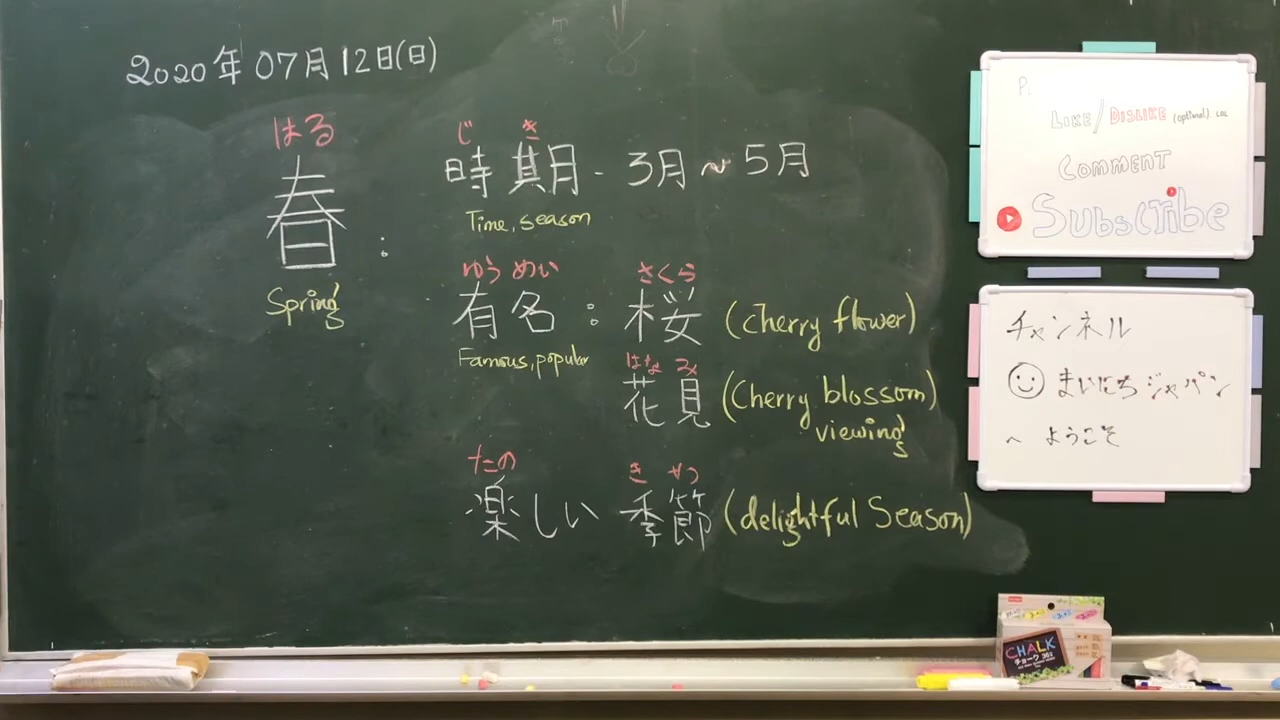 2020年07月12日(日)
はる
春:
Spring
じき
時期 - 3月~5月
Time, season
ゆうめい さくら
有名:桜 (cherry flower)
Famous, popular
はなみ
花見 (Cherry blossom)
viewing
たの きせつ
楽しい季節 (delightful Season)
P.
LIKE/DISLIKE (optional). LOL
COMMENT
Subscribe
チャンネル
まいにちジャパン
へ ようこそ
CHALK
チョーク